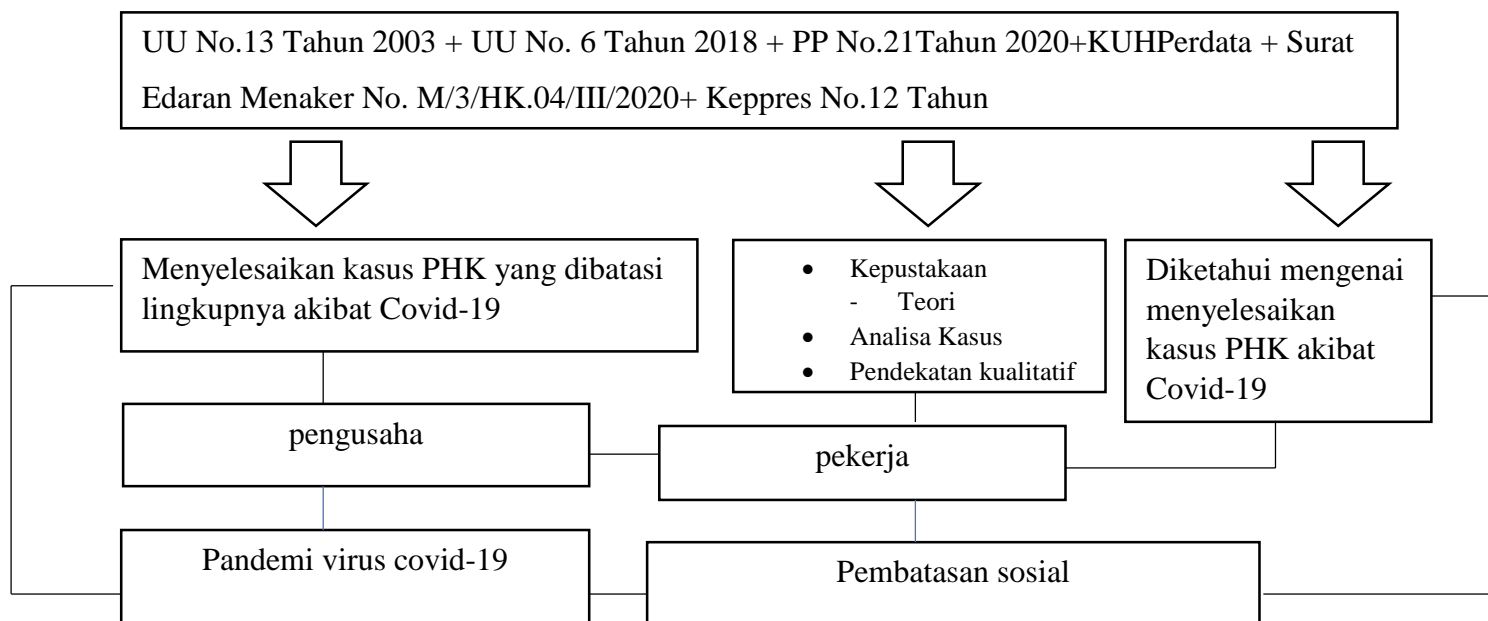 UU No.13 Tahun 2003 + UU No. 6 Tahun 2018 + PP No.21Tahun 2020+KUHPerdata + Surat
Edaran Menaker No. M/3/HK.04/III/2020+ Keppres No.12 Tahun
Menyelesaikan kasus PHK yang dibatasi
lingkupnya akibat Covid-19
• Kepustakaan
- Teori
• Analisa Kasus
• Pendekatan kualitatif
Diketahui mengenai
menyelesaikan
kasus PHK akibat
Covid-19
pengusaha
pekerja
Pandemi virus covid-19
Pembatasan sosial